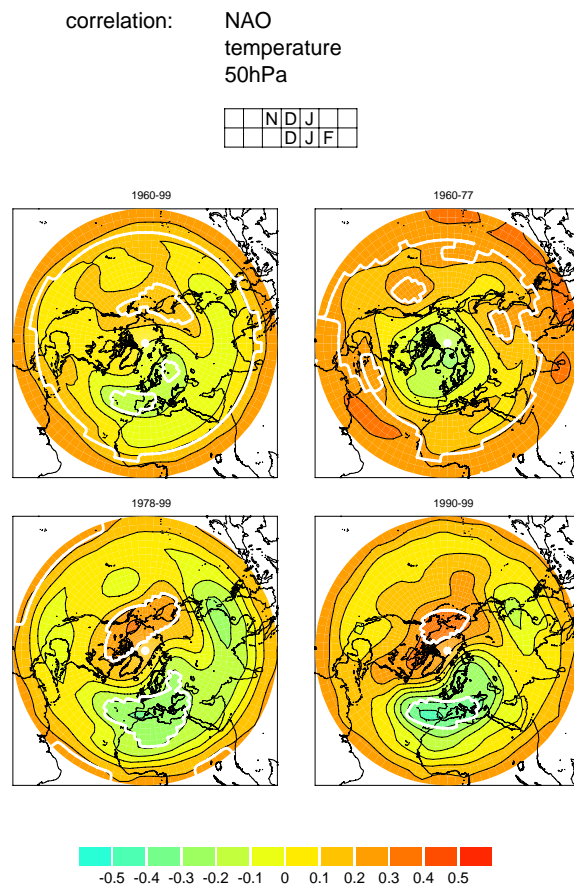 correlation: NAO
temperature
50hPa
N D J
D J F
1960-99 1960-77
1978-99 1990-99
-0.5 -0.4 -0.3 -0.2 -0.1 0 0.1 0.2 0.3 0.4 0.5